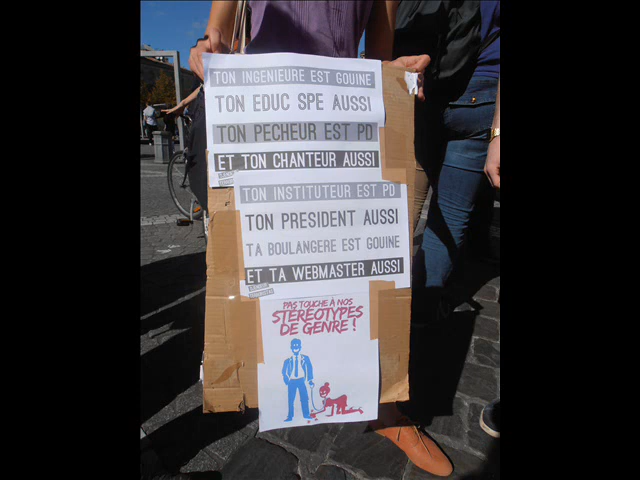 TON INGENIEURE EST GOUINE
TON EDUC SPE AUSSI
TON PECHEUR EST PD
ET TON CHANTEUR AUSSI
TON INSTITUTEUR EST PD
TON PRESIDENT AUSSI
TA BOULANGERE EST GOUINE
ET TA WEBMASTER AUSSI
PAS TOUCHE À NOS
STÉRÉOTYPES
DE GENRE !